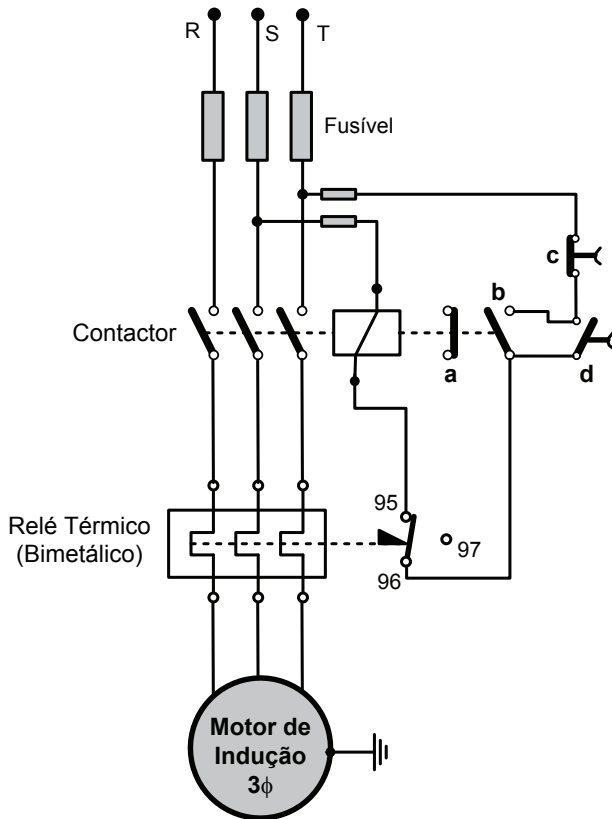 R S T
Fusível
c
b
Contactor
a
d
95
Relé Térmico
(Bimetálico)
97
96
Motor de
Indução
3ϕ